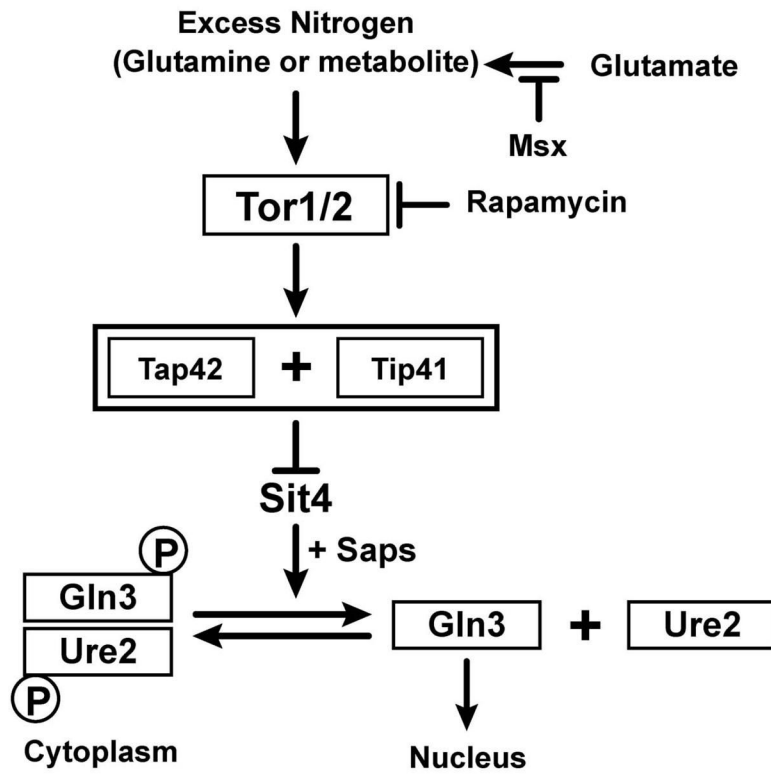 Excess Nitrogen
(Glutamine or metabolite)
Glutamate
Msx
Tor1/2
Rapamycin
Tap42 + Tip41
Sit4
+ Saps
P
Gln3
Ure2
P
Gln3 + Ure2
Cytoplasm
Nucleus